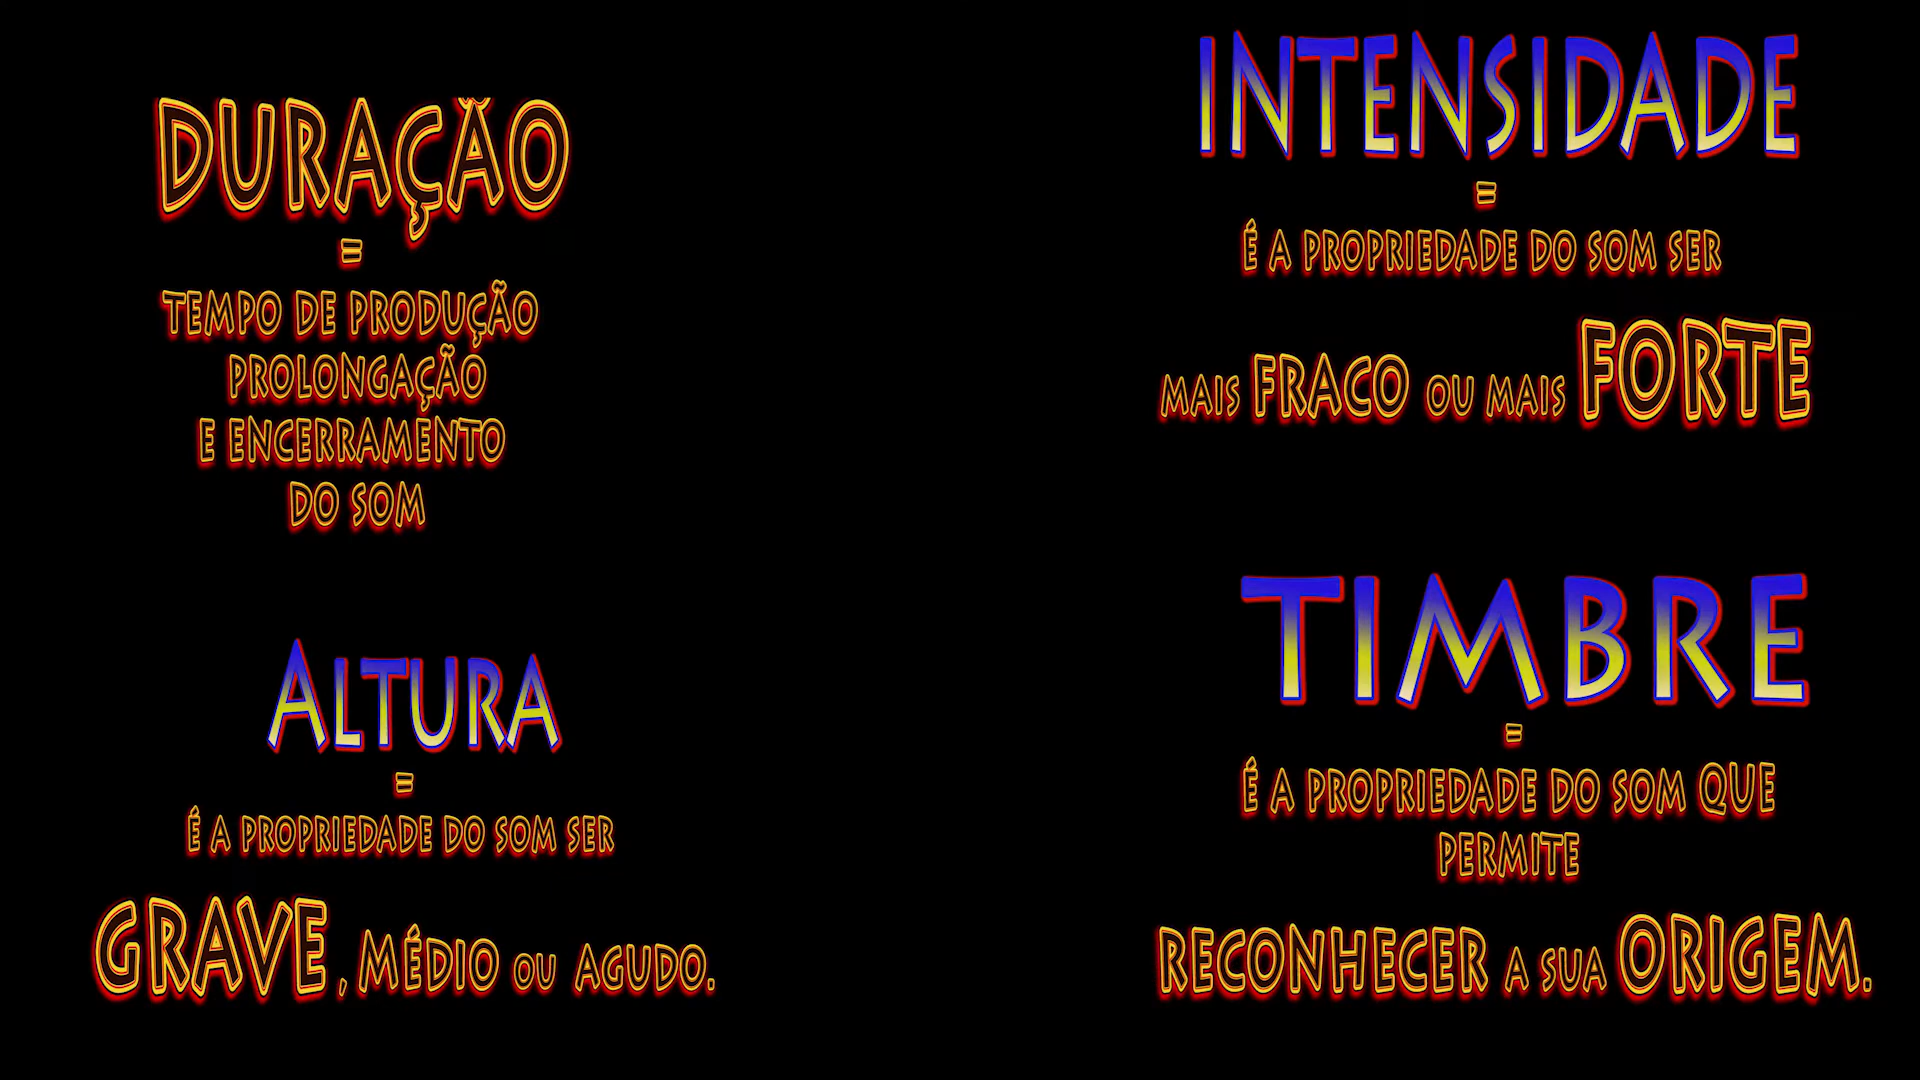 DURAÇÃO
=
TEMPO DE PRODUÇÃO
PROLONGAÇÃO
E ENCERRAMENTO
DO SOM
INTENSIDADE
=
É A PROPRIEDADE DO SOM SER
MAIS FRACO OU MAIS FORTE
ALTURA
=
É A PROPRIEDADE DO SOM SER
GRAVE, MÉDIO OU AGUDO.
TIMBRE
=
É A PROPRIEDADE DO SOM QUE
PERMITE
RECONHECER A SUA ORIGEM.